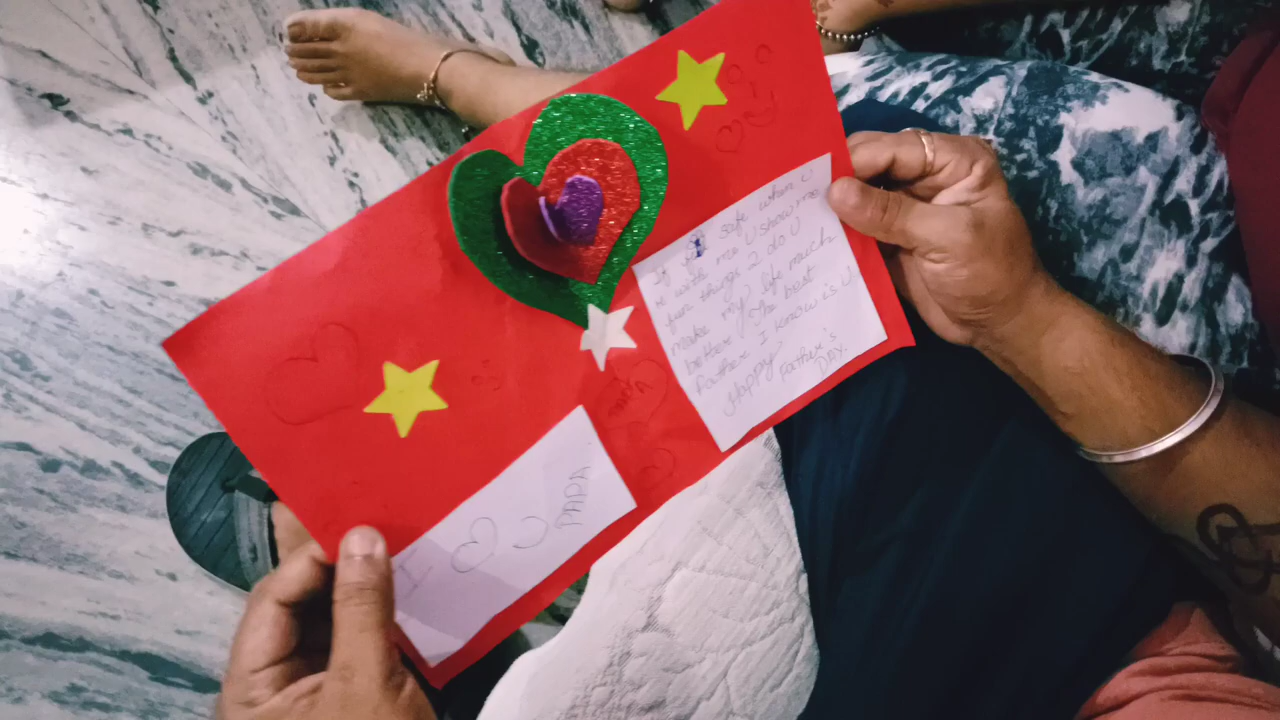 If I safe when U
r with me U show me
fun things 2 do U
make my life much
better The best
father I know is U
Happy Father's
DAY.
I ♡ U PAPA